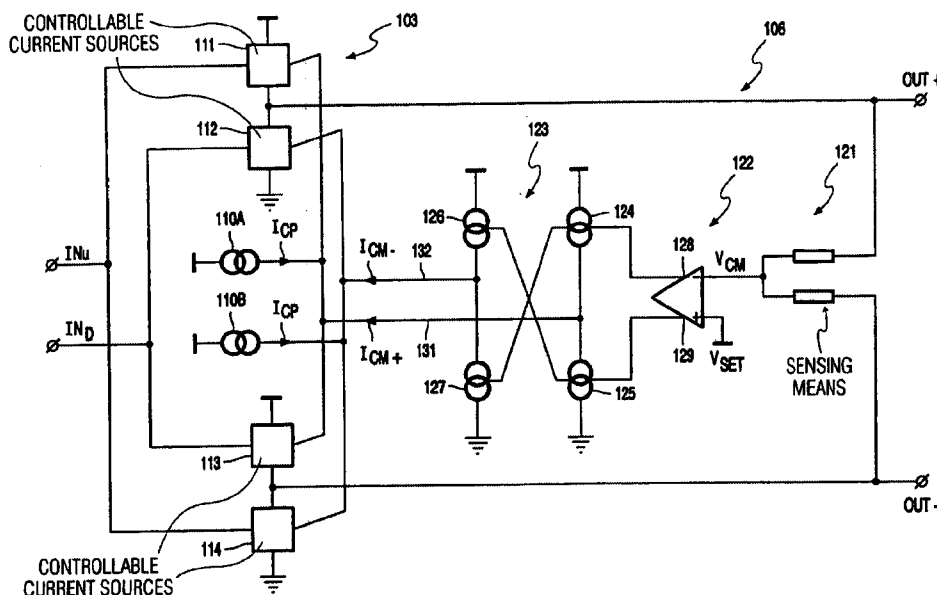 CONTROLLABLE
CURRENT SOURCES
111
103
106
OUT +
112
123
122
121
126
124
110A
ICP
ICM-
132
128
VCM
INu
110B
ICP
IND
131
129
VSET
ICM+
127
125
SENSING
MEANS
113
OUT-
114
CONTROLLABLE
CURRENT SOURCES